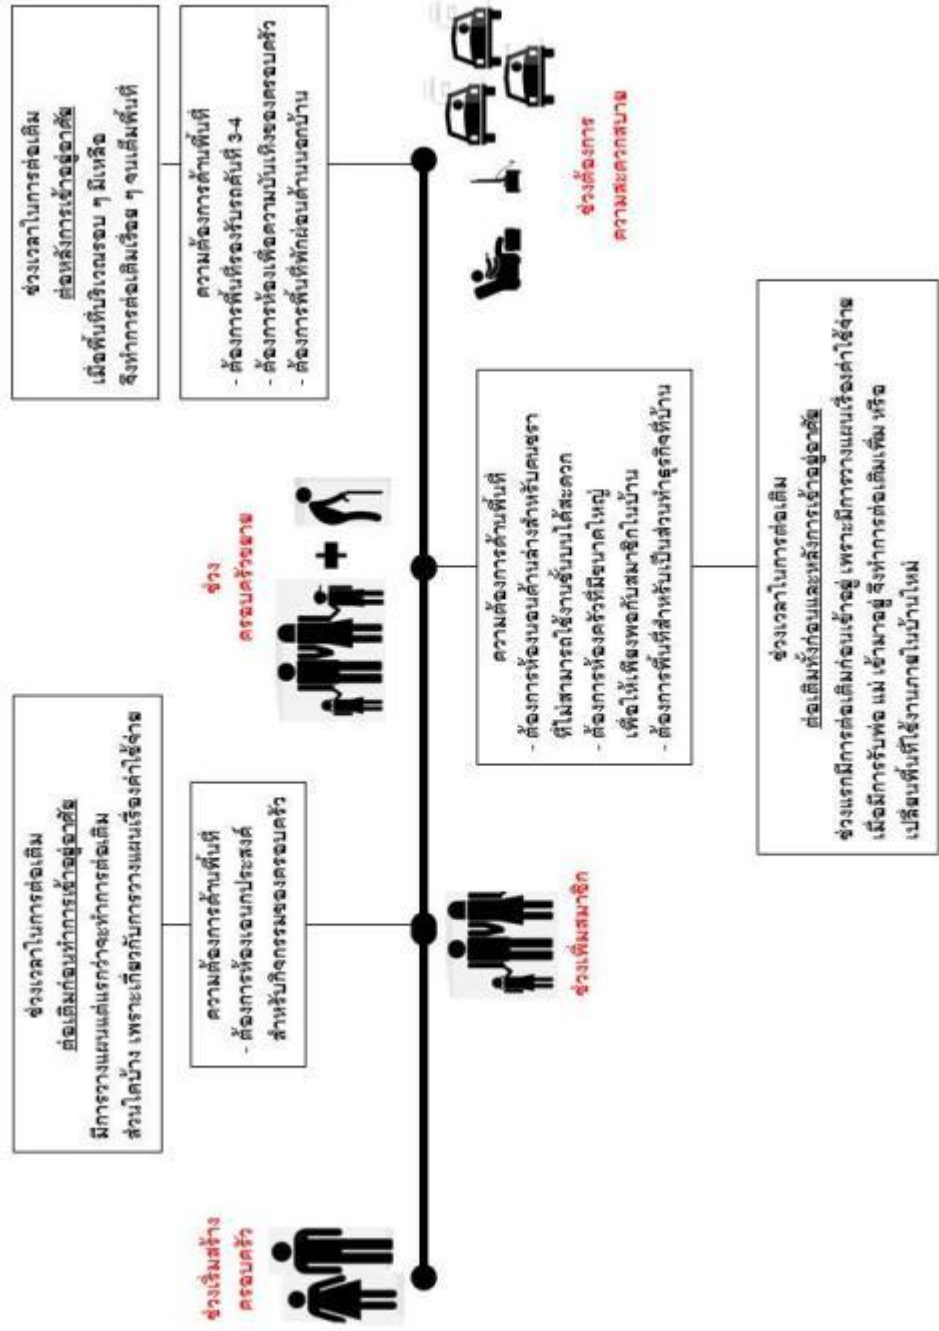 ช่วงเริ่มสร้าง
ครอบครัว
ช่วงเวลาในการต่อเติม
ต่อเติมก่อนทำการเข้าอยู่อาศัย
มีการวางแผนแต่แรกว่าจะทำการต่อเติม
ส่วนใดบ้าง เพราะเกี่ยวกับการวางแผนเรื่องค่าใช้จ่าย
ความต้องการด้านพื้นที่
- ต้องการห้องเอนกประสงค์
สำหรับกิจกรรมของครอบครัว
ช่วงเพิ่มสมาชิก
ช่วง
ครอบครัวขยาย
ความต้องการด้านพื้นที่
- ต้องการห้องนอนด้านล่างสำหรับคนชรา
ที่ไม่สามารถใช้งานชั้นบนได้สะดวก
- ต้องการห้องครัวที่มีขนาดใหญ่
เพื่อให้เพียงพอกับสมาชิกในบ้าน
- ต้องการพื้นที่สำหรับเป็นส่วนทำธุรกิจที่บ้าน
ช่วงเวลาในการต่อเติม
ต่อเติมทั้งก่อนและหลังการเข้าอยู่อาศัย
ช่วงแรกมีการต่อเติมก่อนเข้าอยู่ เพราะมีการวางแผนเรื่องค่าใช้จ่าย
เมื่อมีการรับพ่อ แม่ เข้ามาอยู่ จึงทำการต่อเติมเพิ่ม หรือ
เปลี่ยนพื้นที่ใช้งานภายในบ้านใหม่
ช่วงเวลาในการต่อเติม
ต่อหลังการเข้าอยู่อาศัย
เมื่อพื้นที่บริเวณรอบ ๆ มีเหลือ
จึงทำการต่อเติมเรื่อย ๆ จนเต็มพื้นที่
ความต้องการด้านพื้นที่
- ต้องการพื้นที่รองรับรถคันที่ 3-4
- ต้องการห้องเพื่อความบันเทิงของครอบครัว
- ต้องการพื้นที่พักผ่อนด้านนอกบ้าน
ช่วงต้องการ
ความสะดวกสบาย